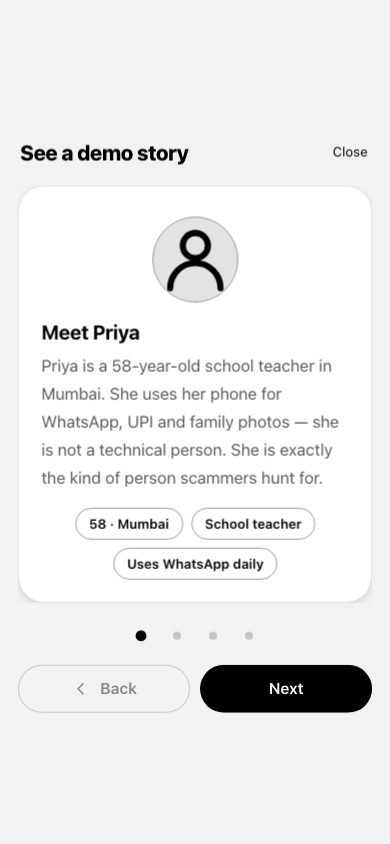 See a demo story
Close
Meet Priya
Priya is a 58-year-old school teacher in
Mumbai. She uses her phone for
WhatsApp, UPI and family photos — she
is not a technical person. She is exactly
the kind of person scammers hunt for.
58 · Mumbai
School teacher
Uses WhatsApp daily
Back
Next